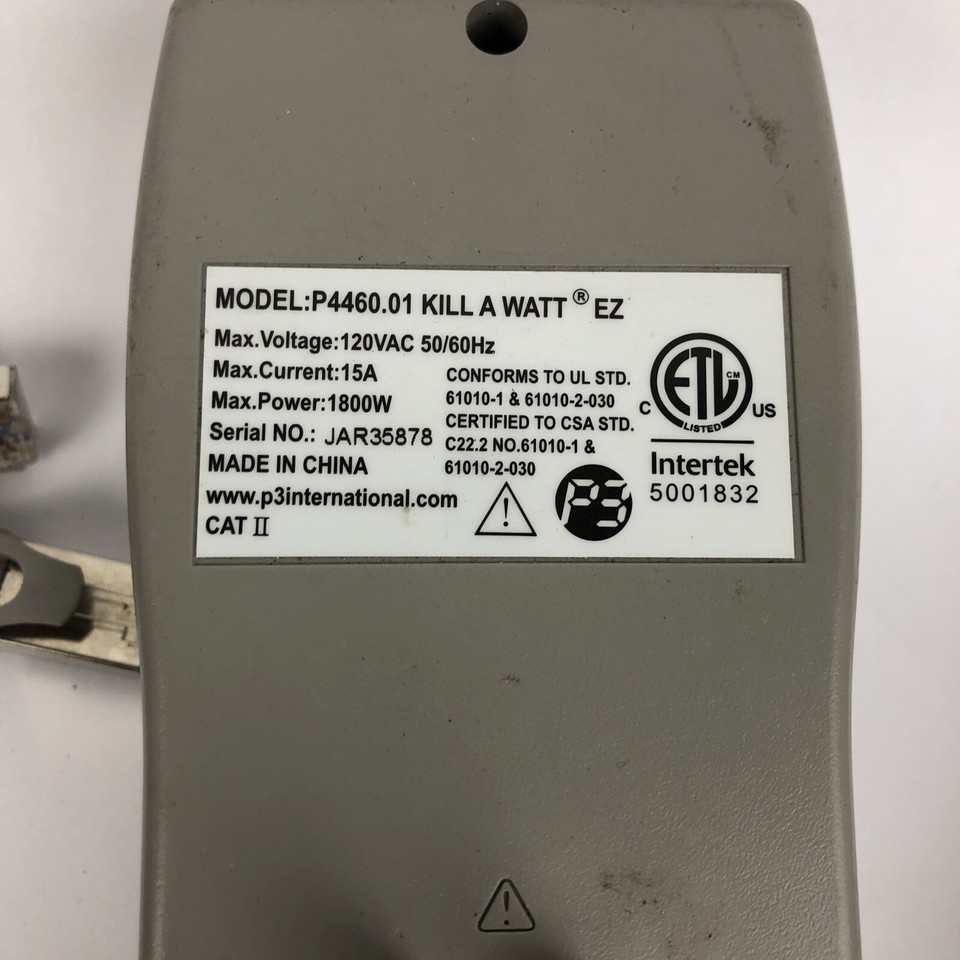 MODEL:P4460.01 KILL A WATT ® EZ
Max.Voltage:120VAC 50/60Hz
Max.Current:15A
Max.Power:1800W
Serial NO.: JAR35878
MADE IN CHINA
www.p3international.com
CAT II
CONFORMS TO UL STD.
61010-1 & 61010-2-030
CERTIFIED TO CSA STD.
C22.2 NO.61010-1 &
61010-2-030
!
P3
ETL CM
C US
LISTED
Intertek
5001832
!